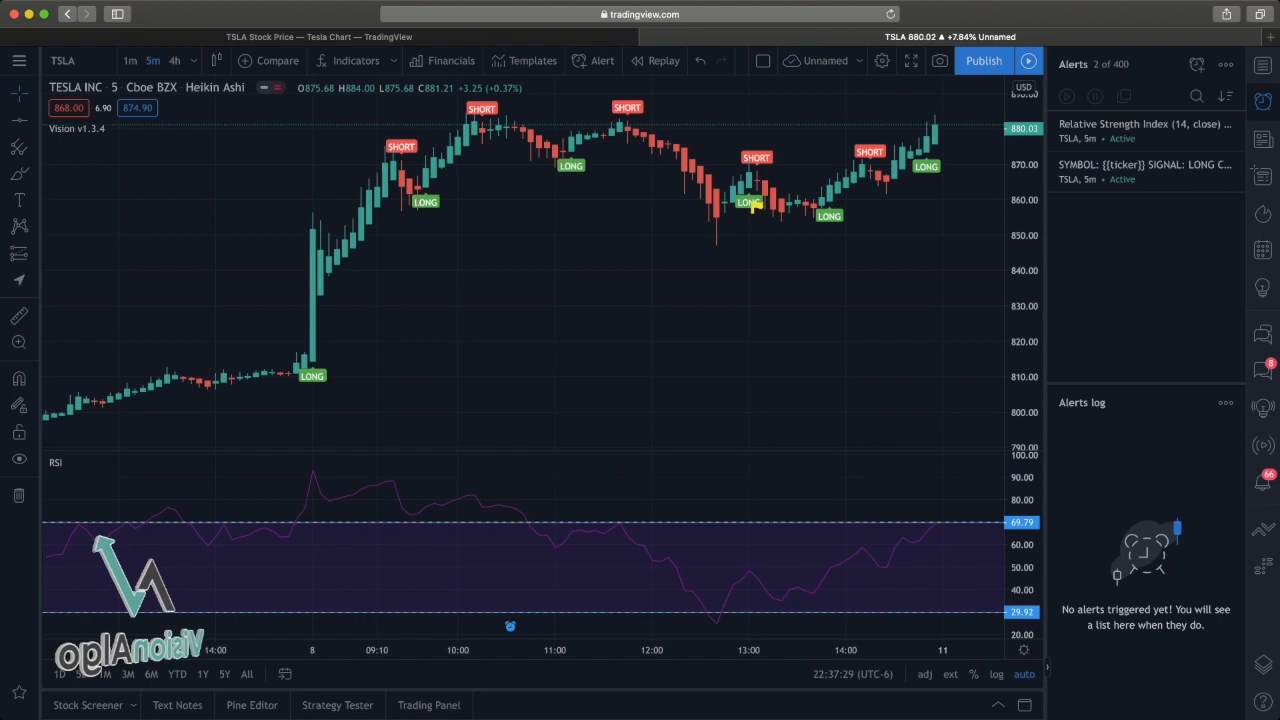 tradingview.com
TSLA Stock Price — Tesla Chart — TradingView
TSLA 880.02 ▲ +7.84% Unnamed
TSLA 1m 5m 4h Compare Indicators Financials Templates Alert Replay Unnamed Publish
TESLA INC · 5 · Cboe BZX · Heikin Ashi O875.68 H884.00 L875.68 C881.21 +3.25 (+0.37%)
868.00 6.90 874.90
Vision v1.3.4
USD
890.00
880.03
870.00
860.00
850.00
840.00
830.00
820.00
810.00
800.00
790.00
SHORT SHORT SHORT SHORT SHORT
LONG LONG LONG LONG LONG LONG
RSI
100.00
90.00
80.00
69.79
60.00
50.00
40.00
29.92
20.00
VisionAlgo
14:00 8 09:10 10:00 11:00 12:00 13:00 14:00 11
1D 1M 3M 6M YTD 1Y 5Y All
22:37:29 (UTC-6) adj ext % log auto
Stock Screener Text Notes Pine Editor Strategy Tester Trading Panel
Alerts 2 of 400
Relative Strength Index (14, close) ...
TSLA, 5m • Active
SYMBOL: {{ticker}} SIGNAL: LONG C...
TSLA, 5m • Active
Alerts log
No alerts triggered yet! You will see
a list here when they do.
8
66